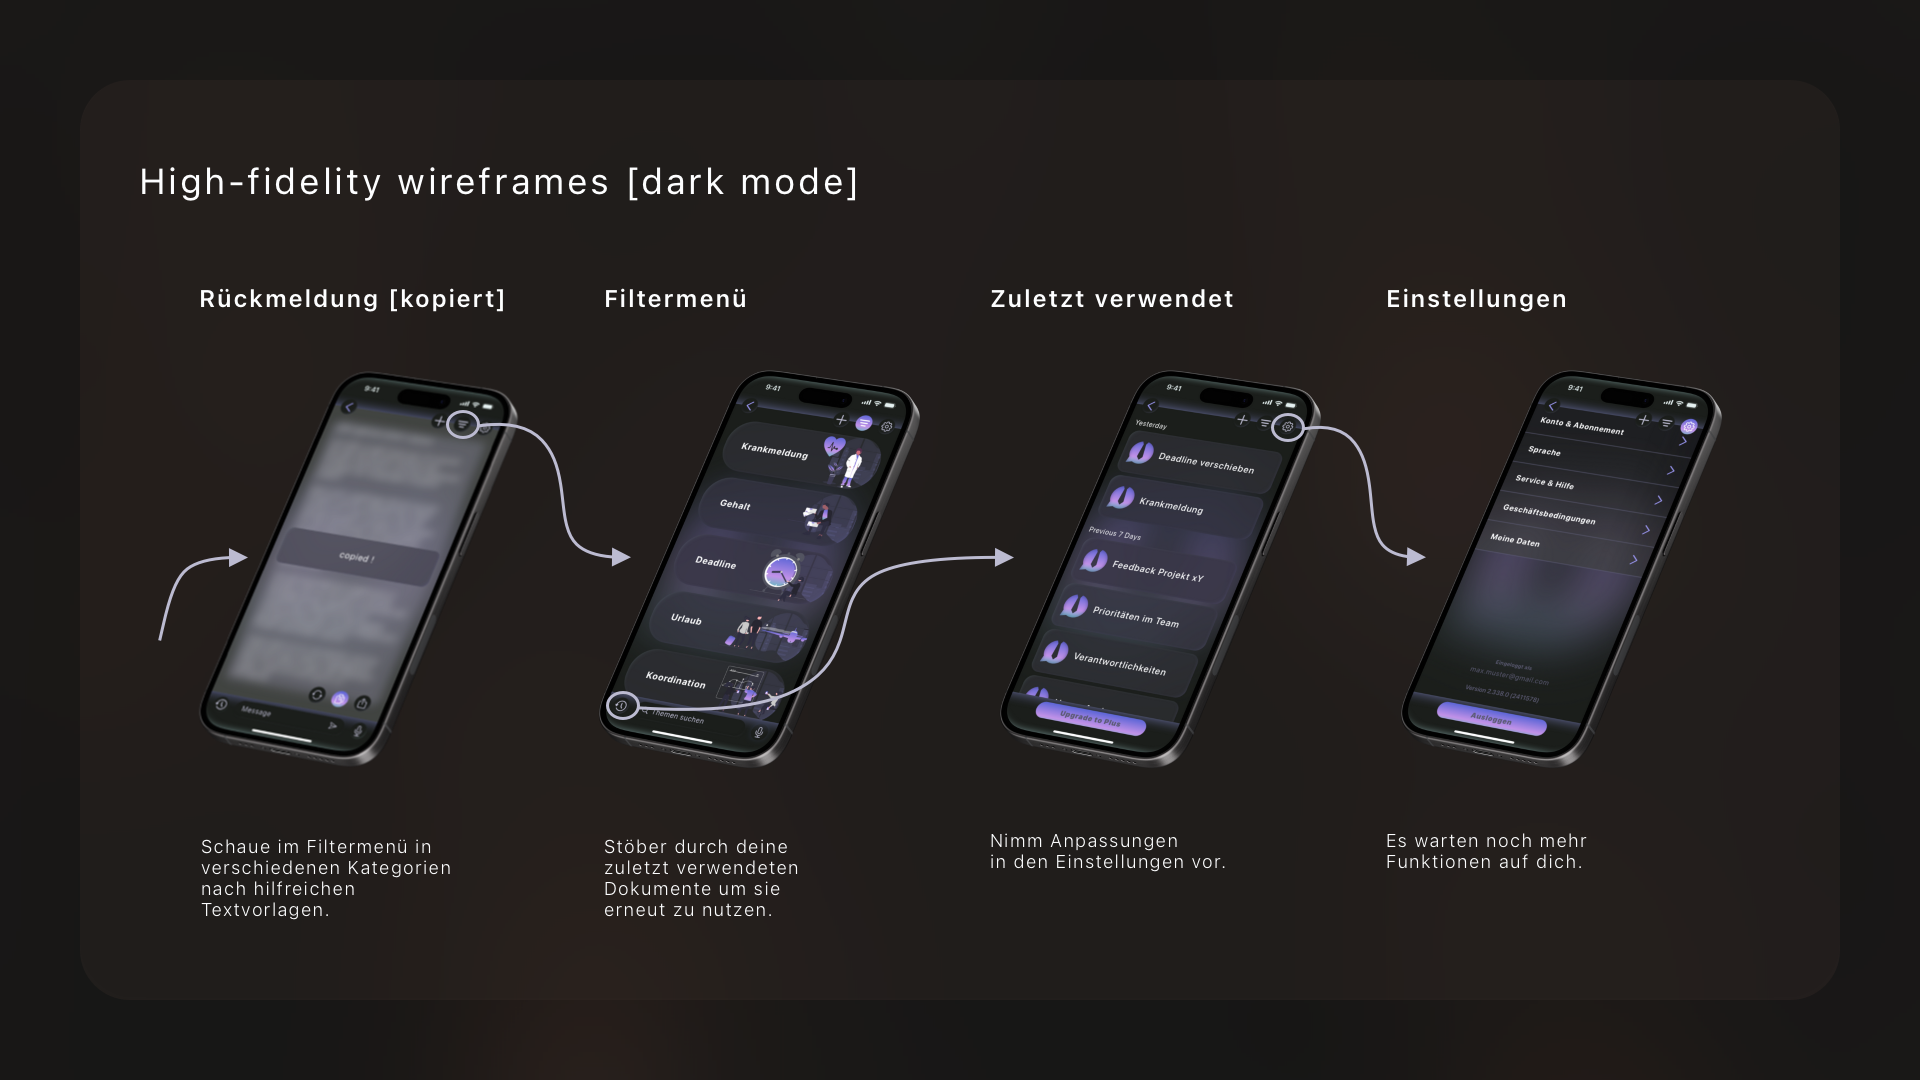 High-fidelity wireframes [dark mode]
Rückmeldung [kopiert]
9:41
copied !
Message
Schaue im Filtermenü in
verschiedenen Kategorien
nach hilfreichen
Textvorlagen.
Filtermenü
9:41
Krankmeldung
Gehalt
Deadline
Urlaub
Koordination
Themen suchen
Stöber durch deine
zuletzt verwendeten
Dokumente um sie
erneut zu nutzen.
Zuletzt verwendet
9:41
Yesterday
Deadline verschieben
Krankmeldung
Previous 7 Days
Feedback Projekt xY
Prioritäten im Team
Verantwortlichkeiten
Upgrade to Plus
Nimm Anpassungen
in den Einstellungen vor.
Einstellungen
9:41
Konto & Abonnement
Sprache
Service & Hilfe
Geschäftsbedingungen
Meine Daten
Eingeloggt als
max.muster@gmail.com
Version 2.338.0 (2411578)
Ausloggen
Es warten noch mehr
Funktionen auf dich.